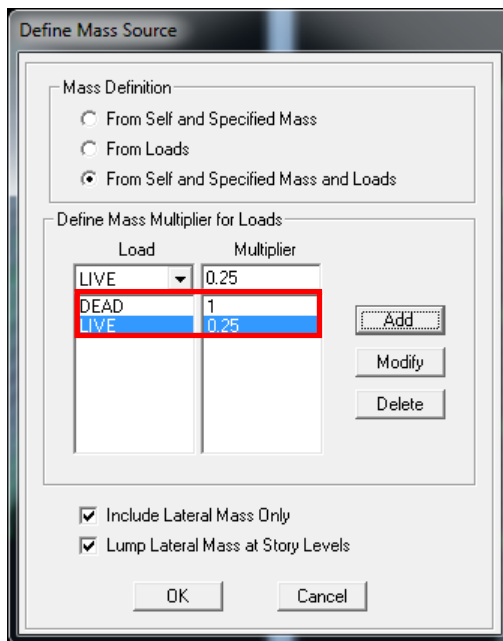 Define Mass Source
Mass Definition
From Self and Specified Mass
From Loads
From Self and Specified Mass and Loads
Define Mass Multiplier for Loads
Load Multiplier
LIVE 0.25
DEAD 1
LIVE 0.25
Add
Modify
Delete
Include Lateral Mass Only
Lump Lateral Mass at Story Levels
OK Cancel